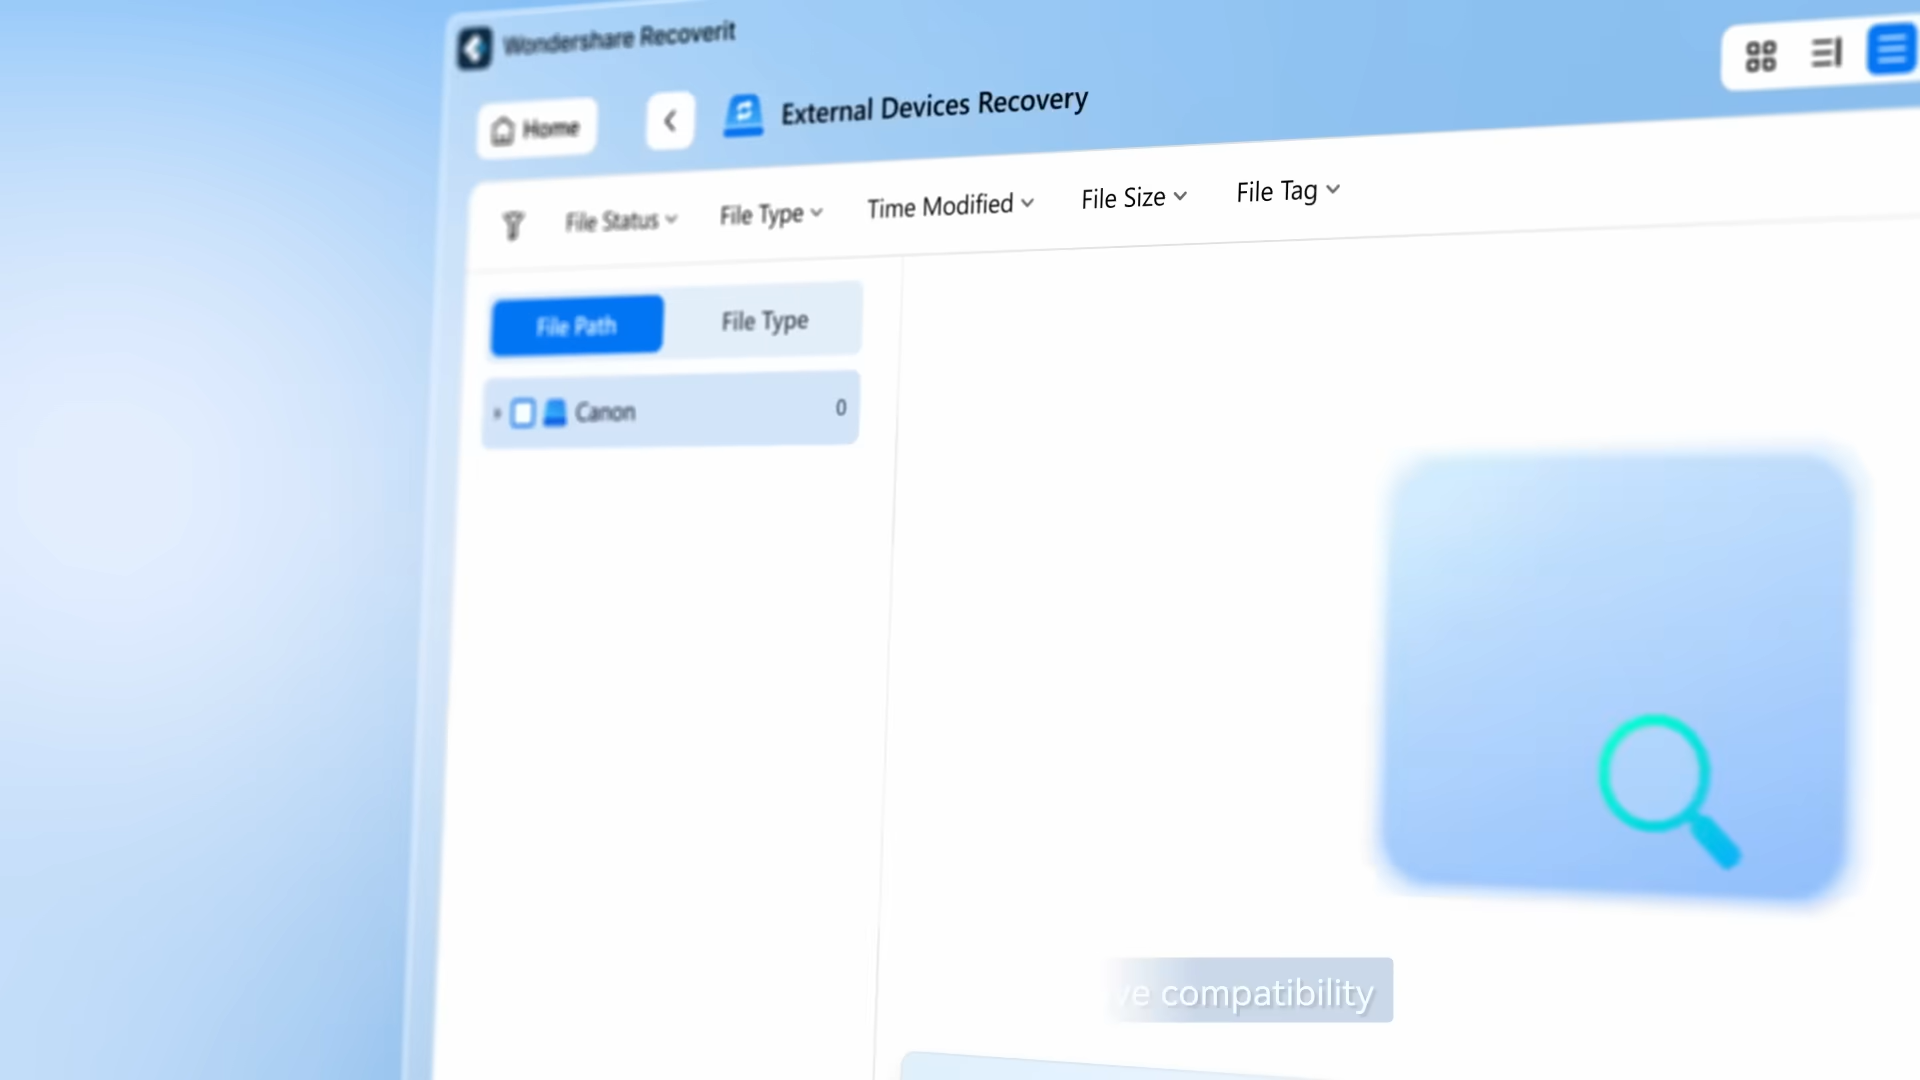 Wondershare Recoverit
Home
External Devices Recovery
File Status
File Type
Time Modified
File Size
File Tag
File Path
File Type
Canon
0
compatibility